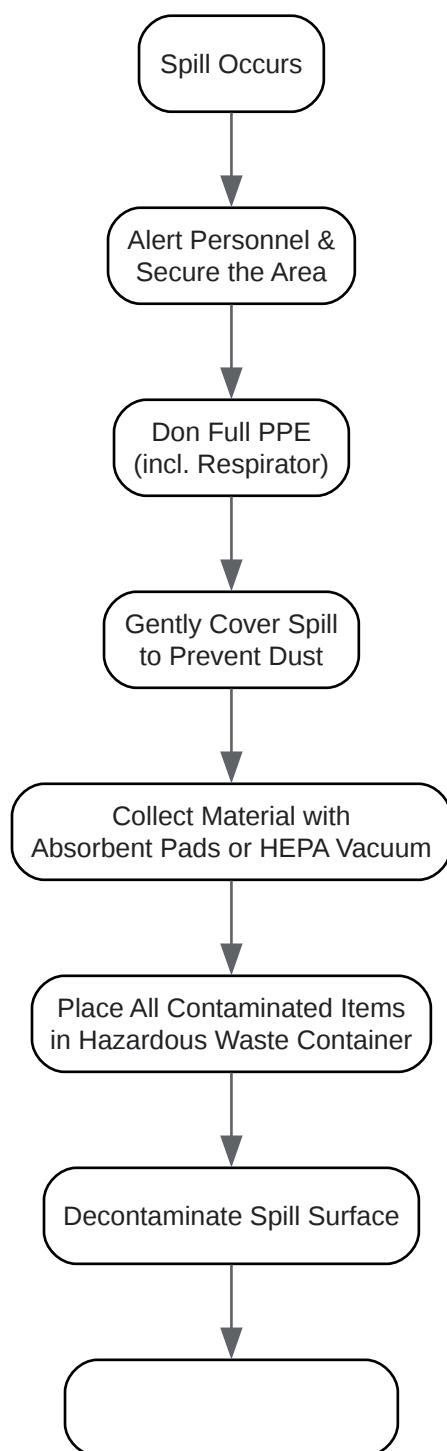 Spill Occurs
Alert Personnel &
Secure the Area
Don Full PPE
(incl. Respirator)
Gently Cover Spill
to Prevent Dust
Collect Material with
Absorbent Pads or HEPA Vacuum
Place All Contaminated Items
in Hazardous Waste Container
Decontaminate Spill Surface